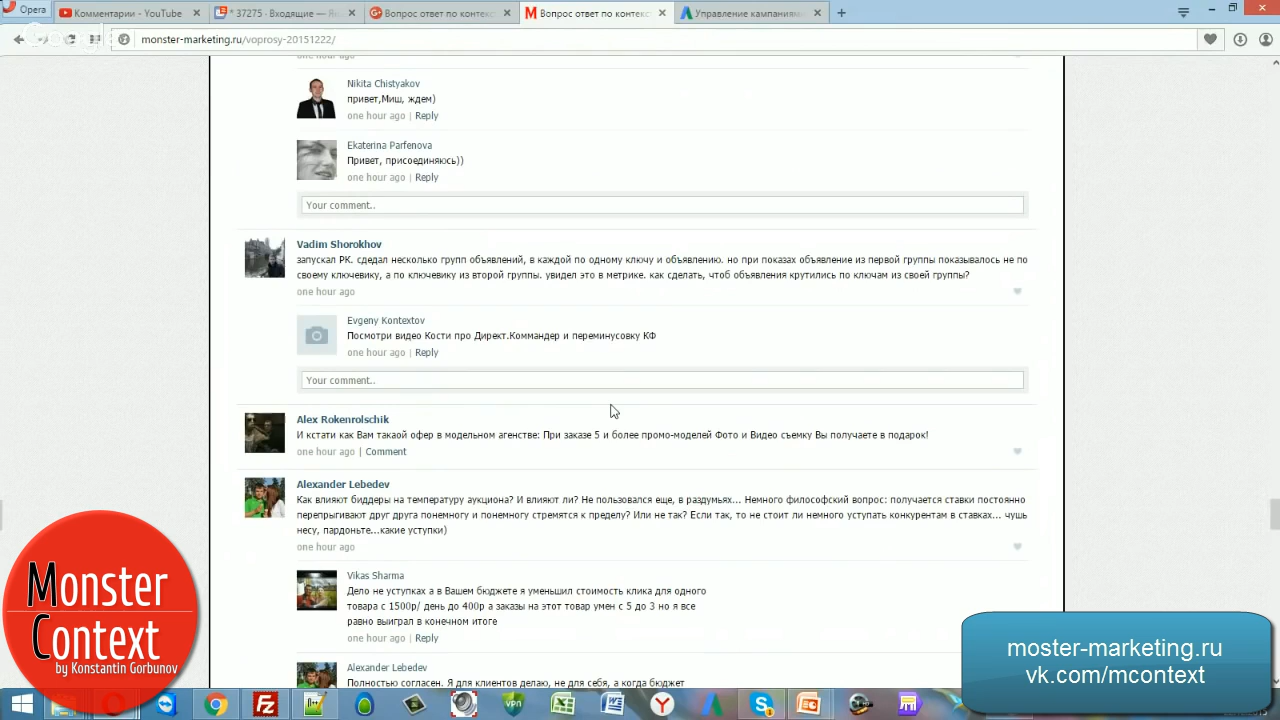 Opera
Комментарии - YouTube
* 37275 - Входящие — Я
Вопрос ответ по контекс
Вопрос ответ по контекс
Управление кампаниям
monster-marketing.ru/voprosy-20151222/
one hour ago
Nikita Chistyakov
привет,Миш, ждем)
one hour ago | Reply
Ekaterina Parfenova
Привет, присоединяюсь))
one hour ago | Reply
Your comment..
Vadim Shorokhov
запускал РК. сдедал несколько групп объявлений, в каждой по одному ключу и объявлению. но при показах объявление из первой группы показывалось не по
своему ключевику, а по ключевику из второй группы. увидел это в метрике. как сделать, чтоб объявления крутились по ключам из своей группы?
one hour ago
Evgeny Kontextov
Посмотри видео Кости про Директ.Коммандер и переминусовку КФ
one hour ago | Reply
Your comment..
Alex Rokenrolschik
И кстати как Вам такаой офер в модельном агенстве: При заказе 5 и более промо-моделей Фото и Видео съемку Вы получаете в подарок!
one hour ago | Comment
Alexander Lebedev
Как влияют биддеры на температуру аукциона? И влияют ли? Не пользовался еще, в раздумьях... Немного философский вопрос: получается ставки постоянно
перепрыгивают друг друга понемногу и понемногу стремятся к пределу? Или не так? Если так, то не стоит ли немного уступать конкурентам в ставках... чушь
несу, пардоньте...какие уступки)
one hour ago
Vikas Sharma
Дело не уступках а в Вашем бюджете я уменьшил стоимость клика для одного
товара с 1500р/ день до 400р а заказы на этот товар умен с 5 до 3 но я все
равно выиграл в конечном итоге
one hour ago | Reply
Alexander Lebedev
Полностью согласен. Я для клиентов делаю, не для себя, а когда бюджет
Monster
Context
by Konstantin Gorbunov
moster-marketing.ru
vk.com/mcontext